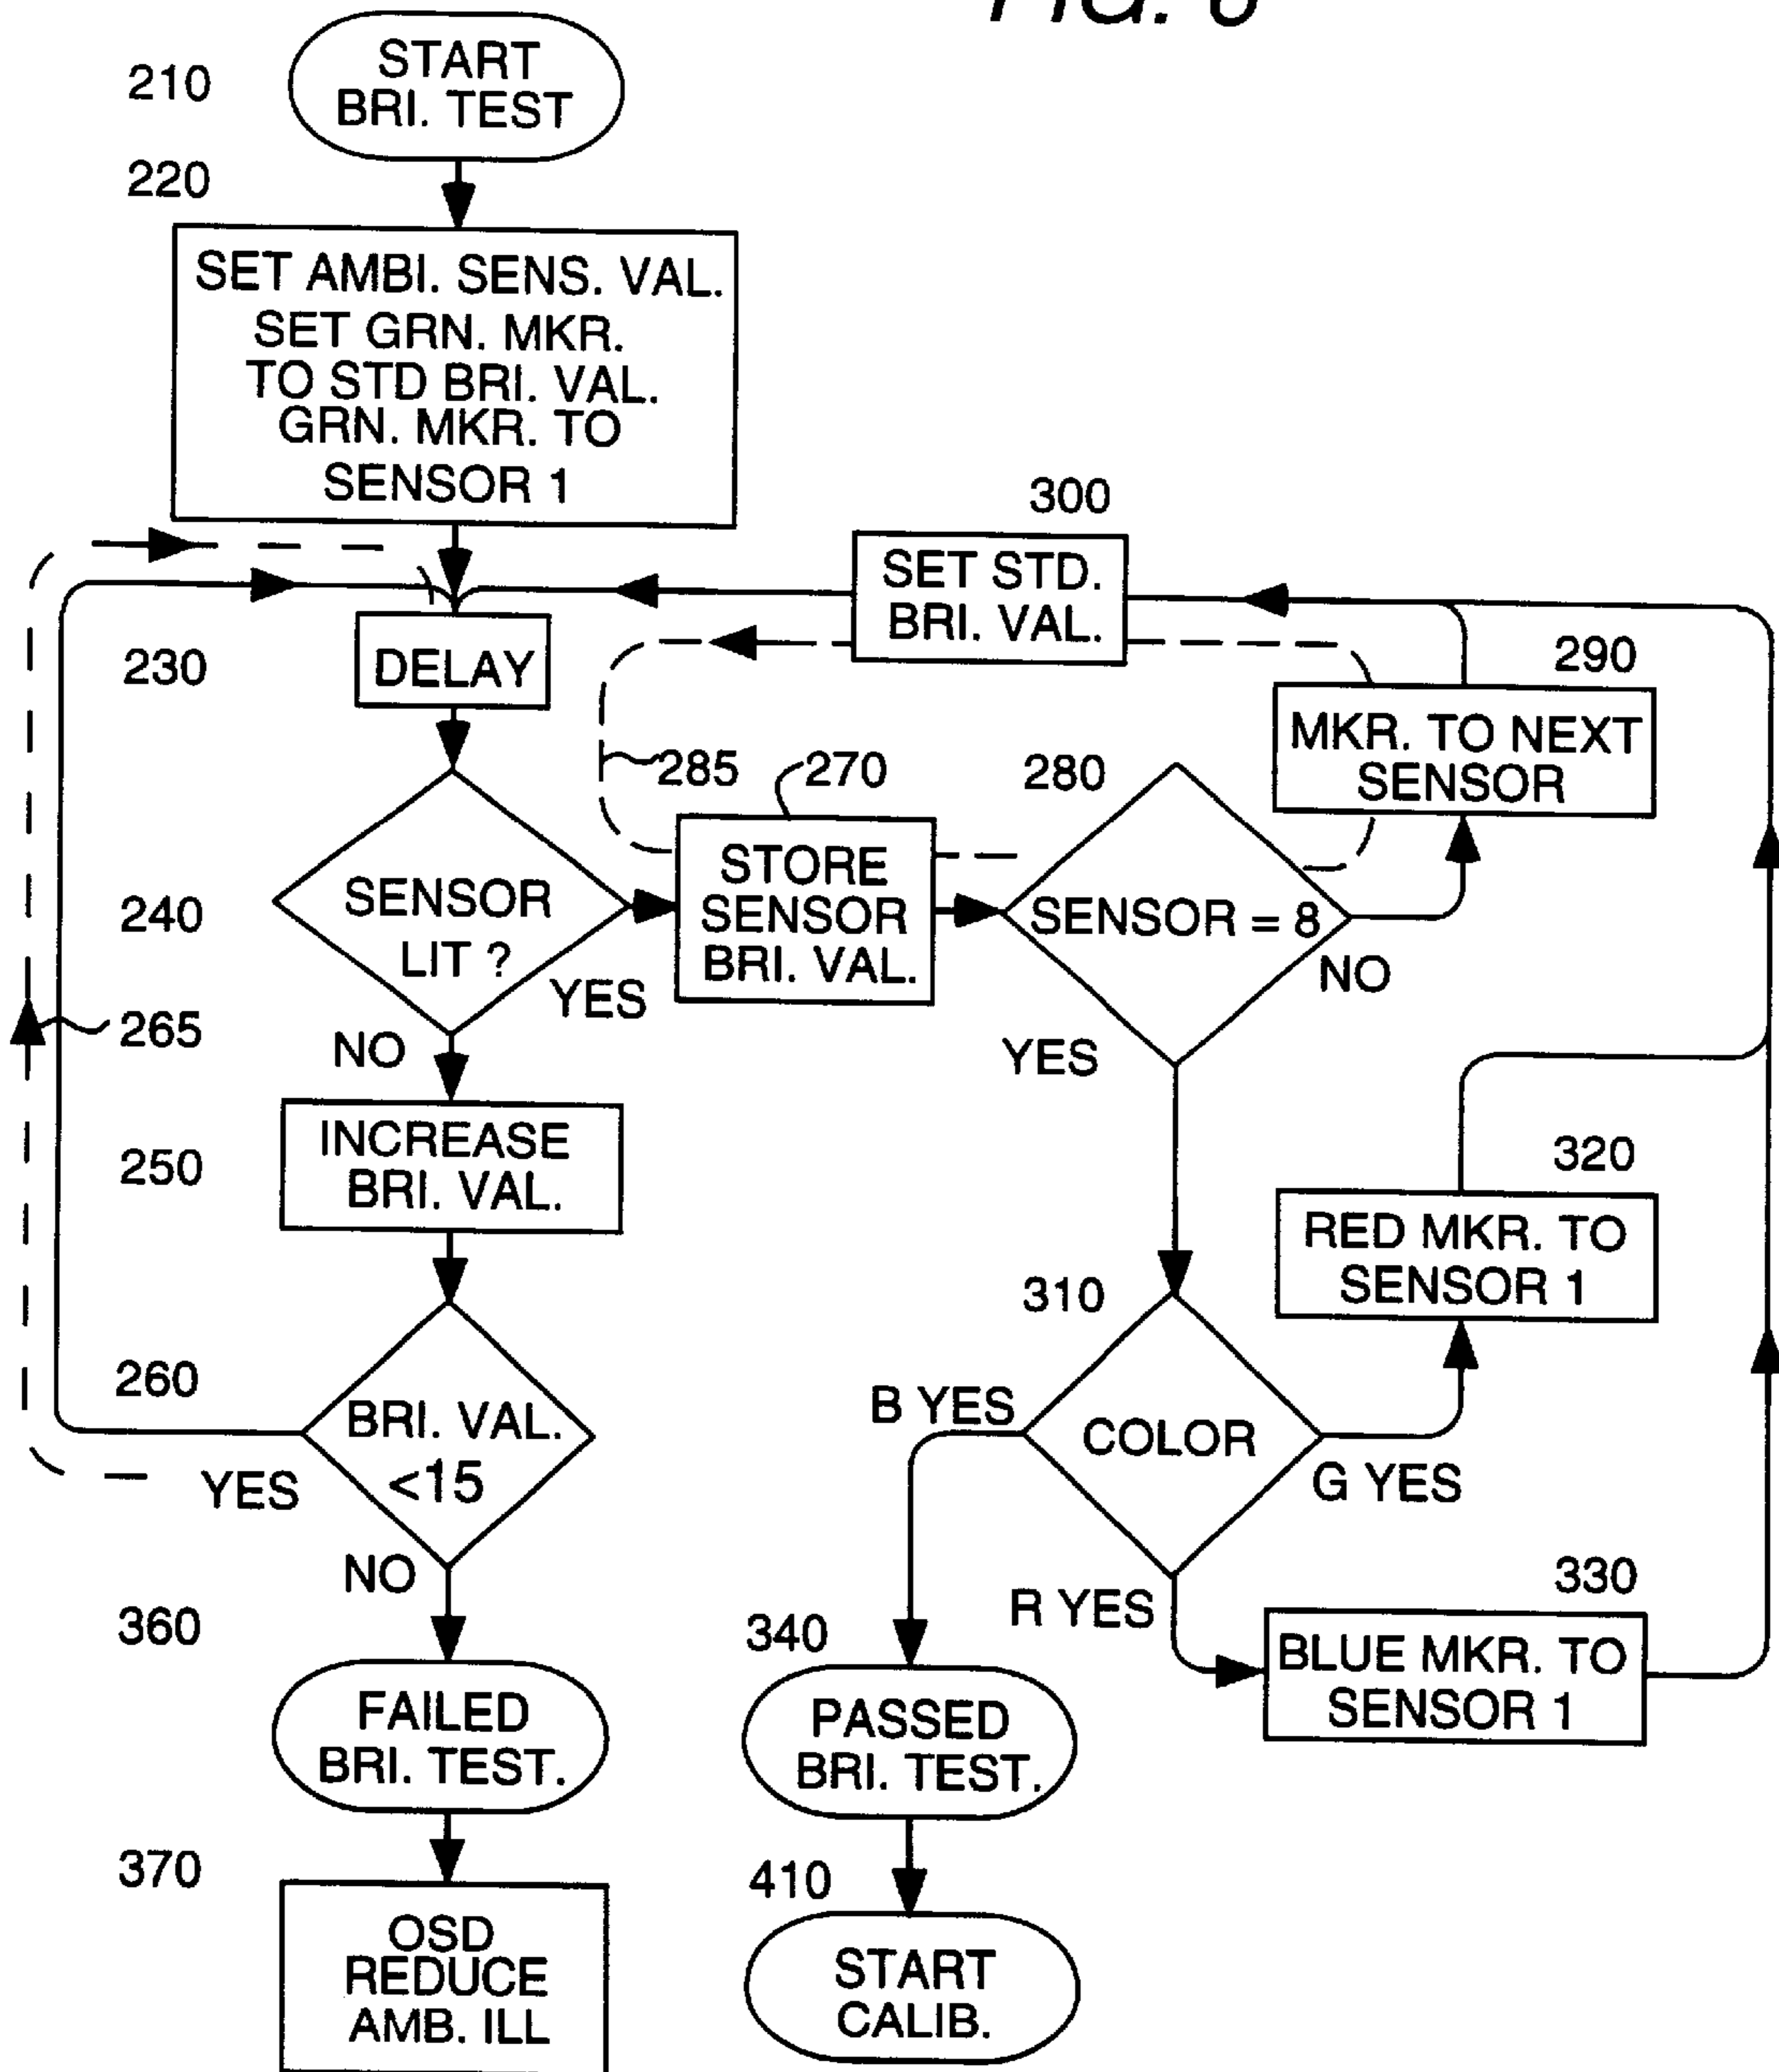 210
START
BRI. TEST
220
SET AMBI. SENS. VAL.
SET GRN. MKR.
TO STD BRI. VAL.
GRN. MKR. TO
SENSOR 1
300
SET STD.
BRI. VAL.
230
DELAY
290
MKR. TO NEXT
SENSOR
285
270
280
240
SENSOR
LIT ?
YES
NO
STORE
SENSOR
BRI. VAL.
SENSOR = 8
NO
YES
265
250
INCREASE
BRI. VAL.
320
RED MKR. TO
SENSOR 1
310
260
BRI. VAL.
<15
YES
NO
B YES
COLOR
G YES
R YES
330
BLUE MKR. TO
SENSOR 1
360
FAILED
BRI. TEST.
340
PASSED
BRI. TEST.
370
OSD
REDUCE
AMB. ILL
410
START
CALIB.